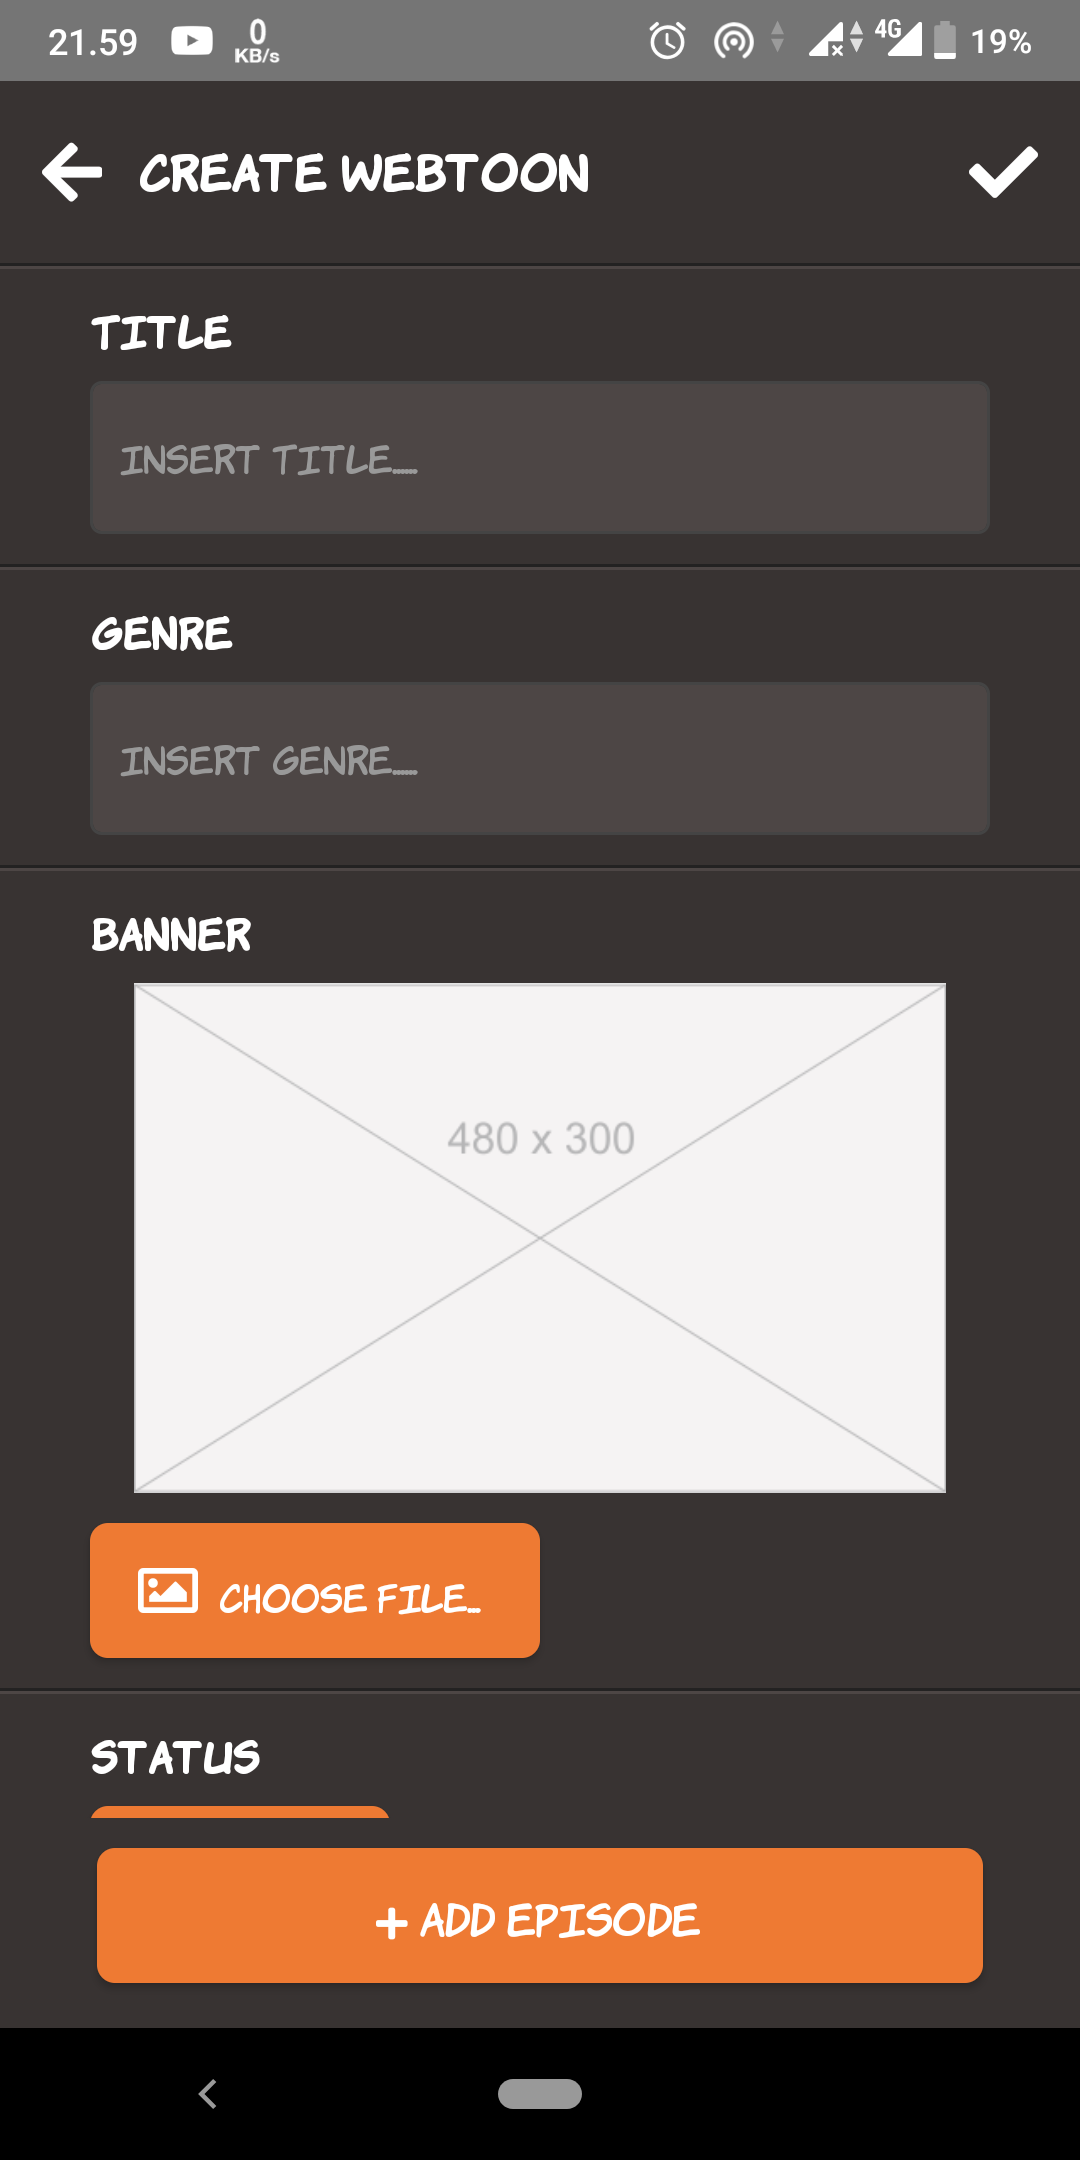 21.59 0 KB/s 4G 19%
CREATE WEBTOON
TITLE
INSERT TITLE.....
GENRE
INSERT GENRE.....
BANNER
480 x 300
CHOOSE FILE...
STATUS
+ ADD EPISODE